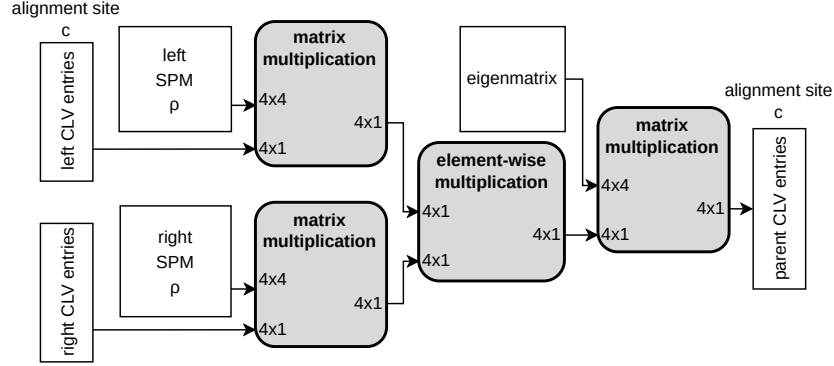 alignment site
c
left CLV entries
left
SPM
ρ
matrix
multiplication
4x4
4x1
4x1
right CLV entries
right
SPM
ρ
matrix
multiplication
4x4
4x1
4x1
element-wise
multiplication
4x1
4x1
4x1
eigenmatrix
matrix
multiplication
4x4
4x1
4x1
alignment site
c
parent CLV entries